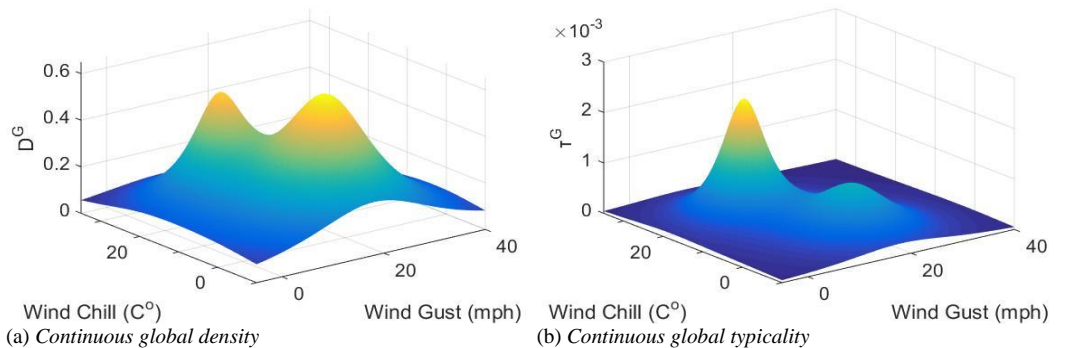 0.6
0.4
0.2
0
D^G
20
0
0
20
40
Wind Chill (C^o)
Wind Gust (mph)
(a) Continuous global density
×10^-3
3
2
1
0
τ^G
20
0
0
20
40
Wind Chill (C^o)
Wind Gust (mph)
(b) Continuous global typicality